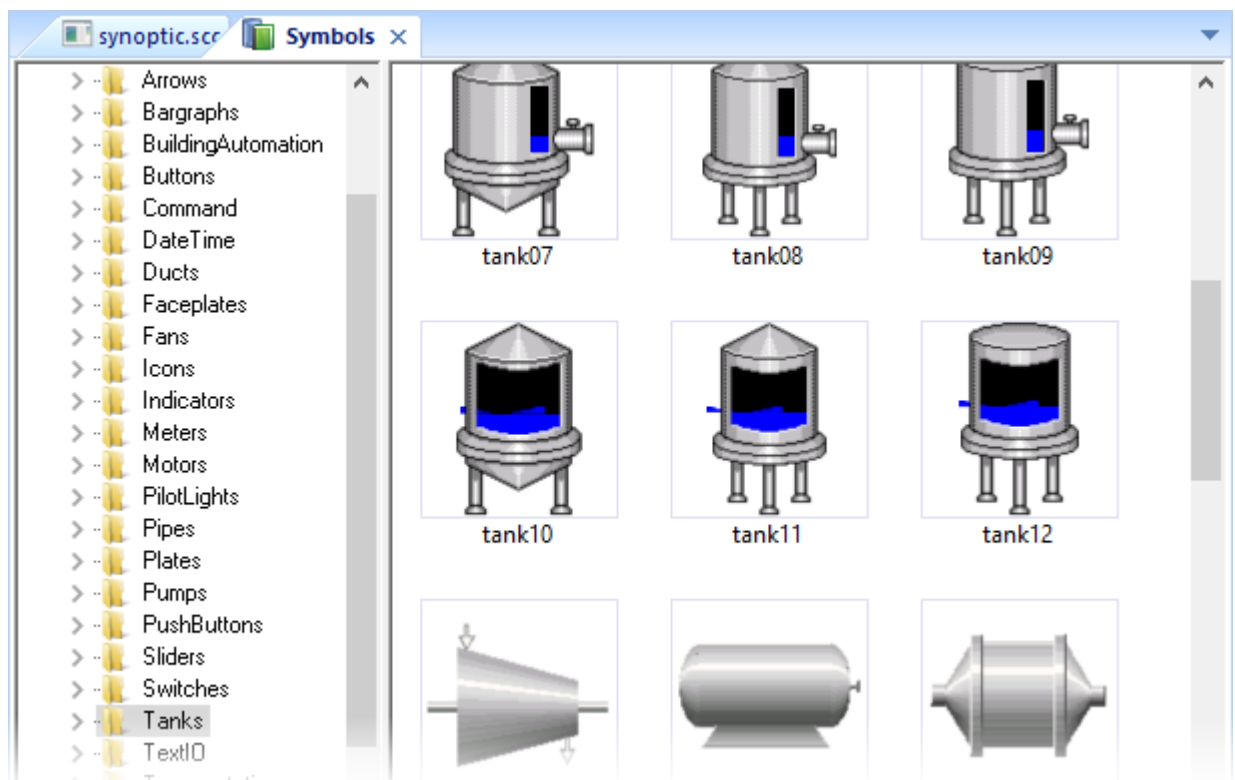 synoptic.scc
Symbols
Arrows
Bargraphs
BuildingAutomation
Buttons
Command
DateTime
Ducts
Faceplates
Fans
Icons
Indicators
Meters
Motors
PilotLights
Pipes
Plates
Pumps
PushButtons
Sliders
Switches
Tanks
TextIO
tank07
tank08
tank09
tank10
tank11
tank12